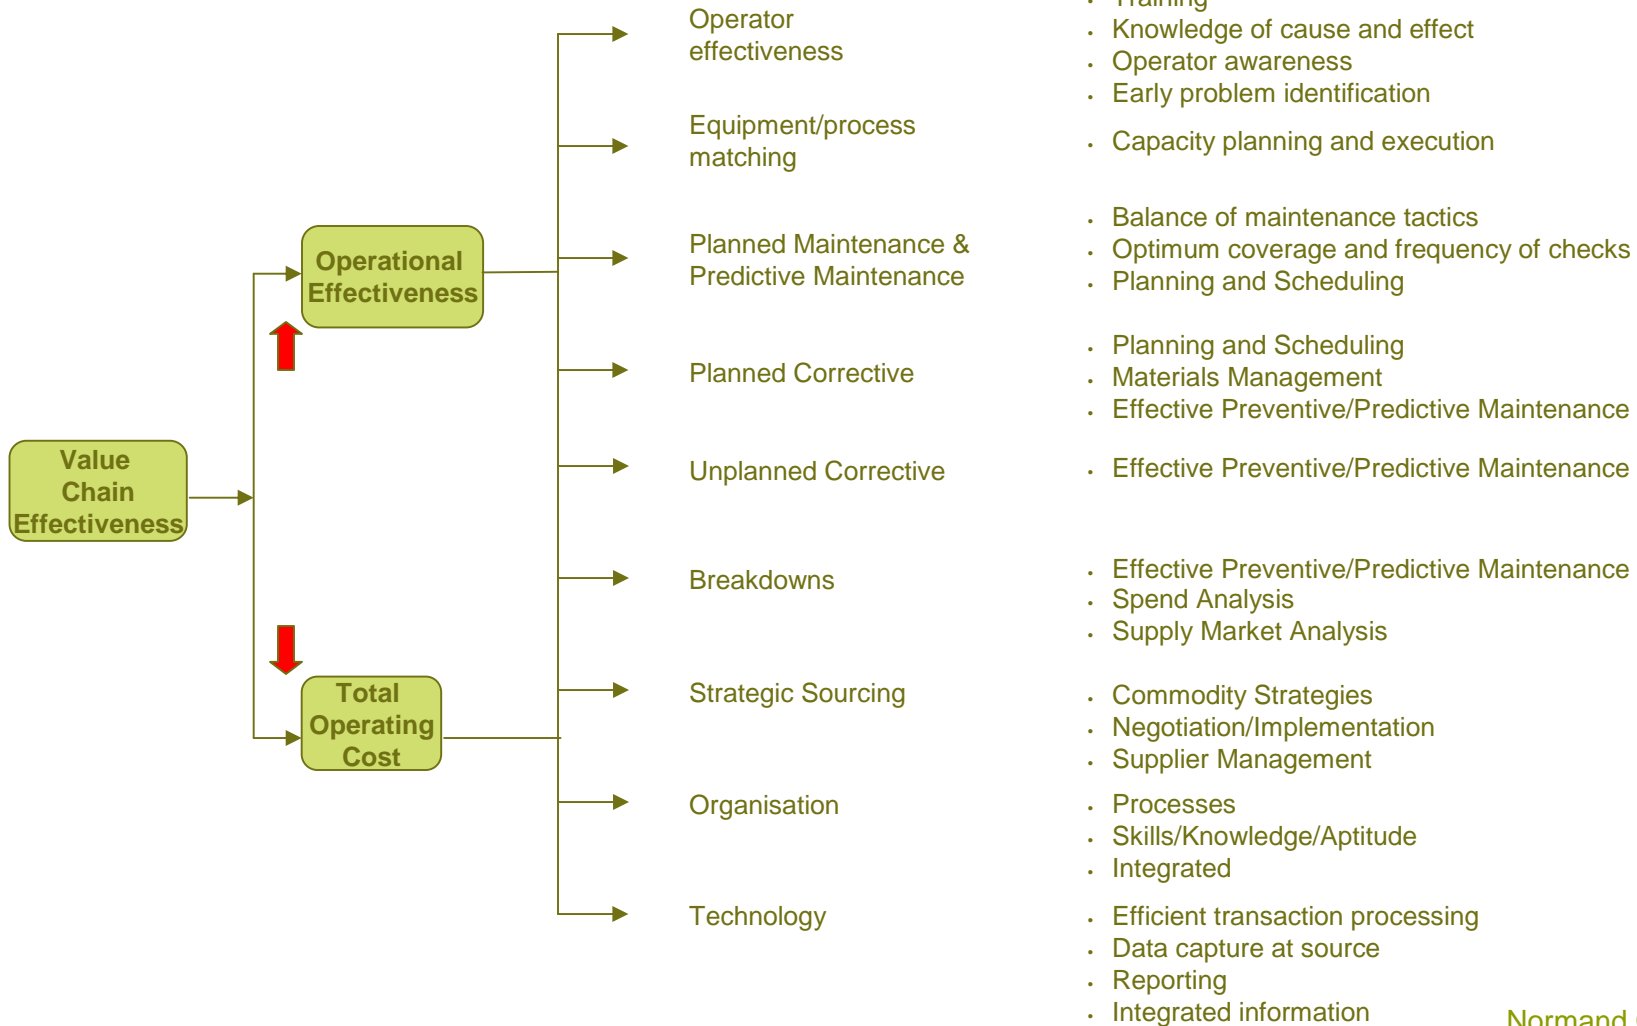 Training
Operator
effectiveness
• Knowledge of cause and effect
• Operator awareness
• Early problem identification
Equipment/process
matching
• Capacity planning and execution
Operational
Effectiveness
Planned Maintenance &
Predictive Maintenance
• Balance of maintenance tactics
• Optimum coverage and frequency of checks
• Planning and Scheduling
Planned Corrective
• Planning and Scheduling
• Materials Management
• Effective Preventive/Predictive Maintenance
Value
Chain
Effectiveness
Unplanned Corrective
• Effective Preventive/Predictive Maintenance
Breakdowns
• Effective Preventive/Predictive Maintenance
• Spend Analysis
• Supply Market Analysis
Total
Operating
Cost
Strategic Sourcing
• Commodity Strategies
• Negotiation/Implementation
• Supplier Management
Organisation
• Processes
• Skills/Knowledge/Aptitude
• Integrated
Technology
• Efficient transaction processing
• Data capture at source
• Reporting
• Integrated information
Normand